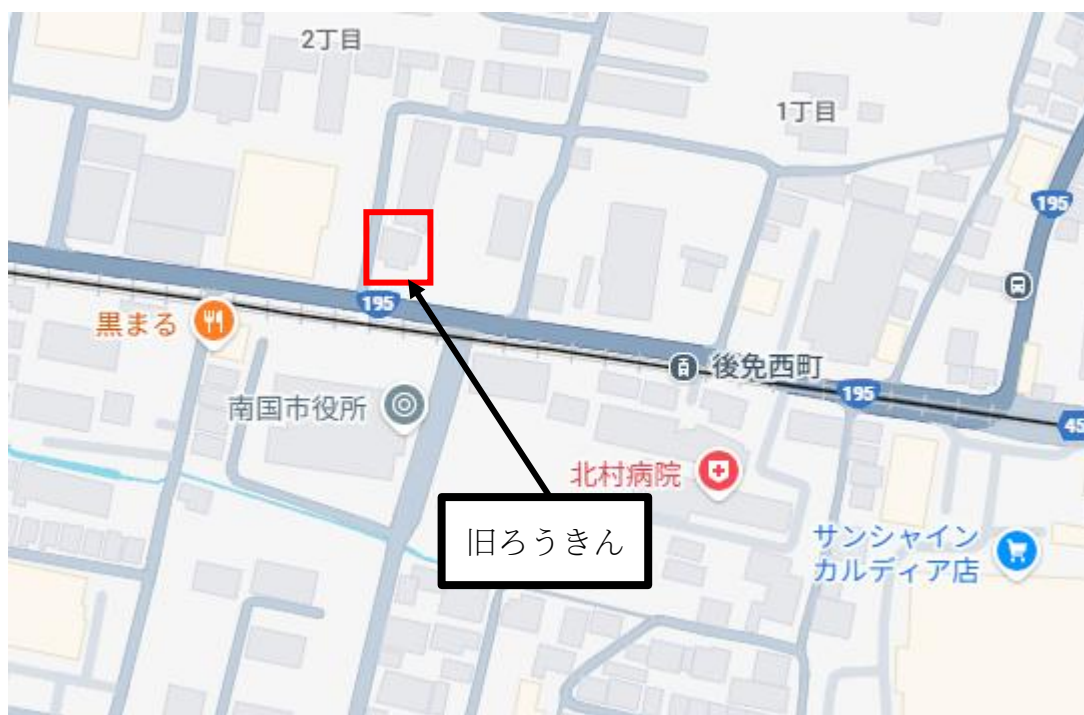 2丁目
1丁目
195
195
黒まる
後免西町
195
南国市役所
45
北村病院
旧ろうきん
サンシャイン
カルディア店